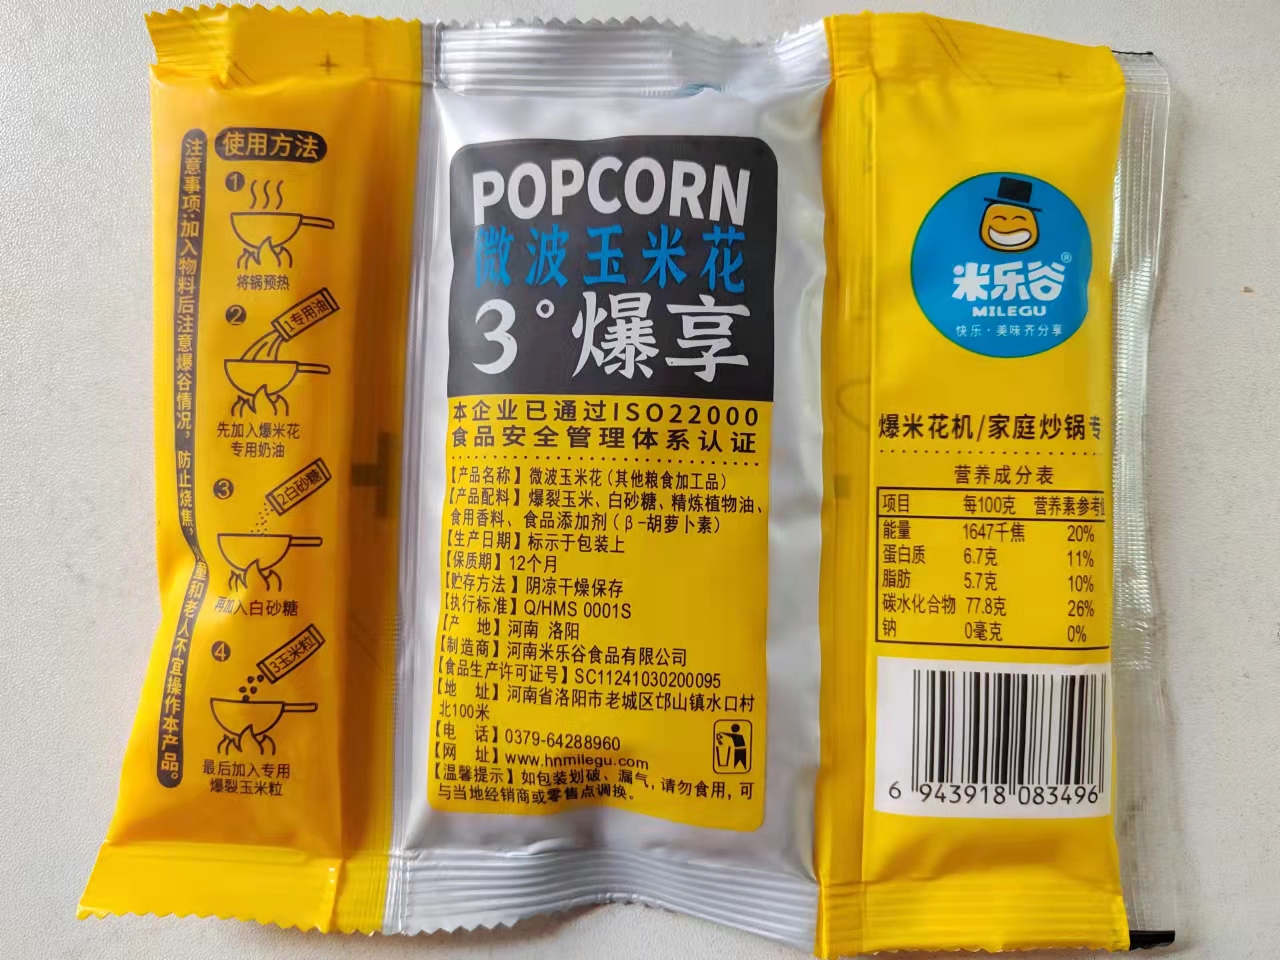 使用方法
注意事项:加入物料后注意爆谷情况,防止烧焦,童和老人不宜操作本产品。
1
将锅预热
2
1专用油
先加入爆米花
专用奶油
3
2白砂糖
再加入白砂糖
4
3玉米粒
最后加入专用
爆裂玉米粒
POPCORN
微波玉米花
3°爆享
本企业已通过ISO22000
食品安全管理体系认证
【产品名称】微波玉米花(其他粮食加工品)
【产品配料】爆裂玉米、白砂糖、精炼植物油、
食用香料、食品添加剂(β-胡萝卜素)
【生产日期】标示于包装上
【保质期】12个月
【贮存方法】阴凉干燥保存
【执行标准】Q/HMS 0001S
【产 地】河南 洛阳
【制造商】河南米乐谷食品有限公司
【食品生产许可证号】SC11241030200095
【地 址】河南省洛阳市老城区邙山镇水口村
北100米
【电 话】0379-64288960
【网 址】www.hnmilegu.com
【温馨提示】如包装划破、漏气,请勿食用,可
与当地经销商或零售点调换。
米乐谷®
MILEGU
快乐·美味齐分享
爆米花机/家庭炒锅专
营养成分表
项目 每100克 营养素参考
能量 1647千焦 20%
蛋白质 6.7克 11%
脂肪 5.7克 10%
碳水化合物 77.8克 26%
钠 0毫克 0%
6 943918 083496